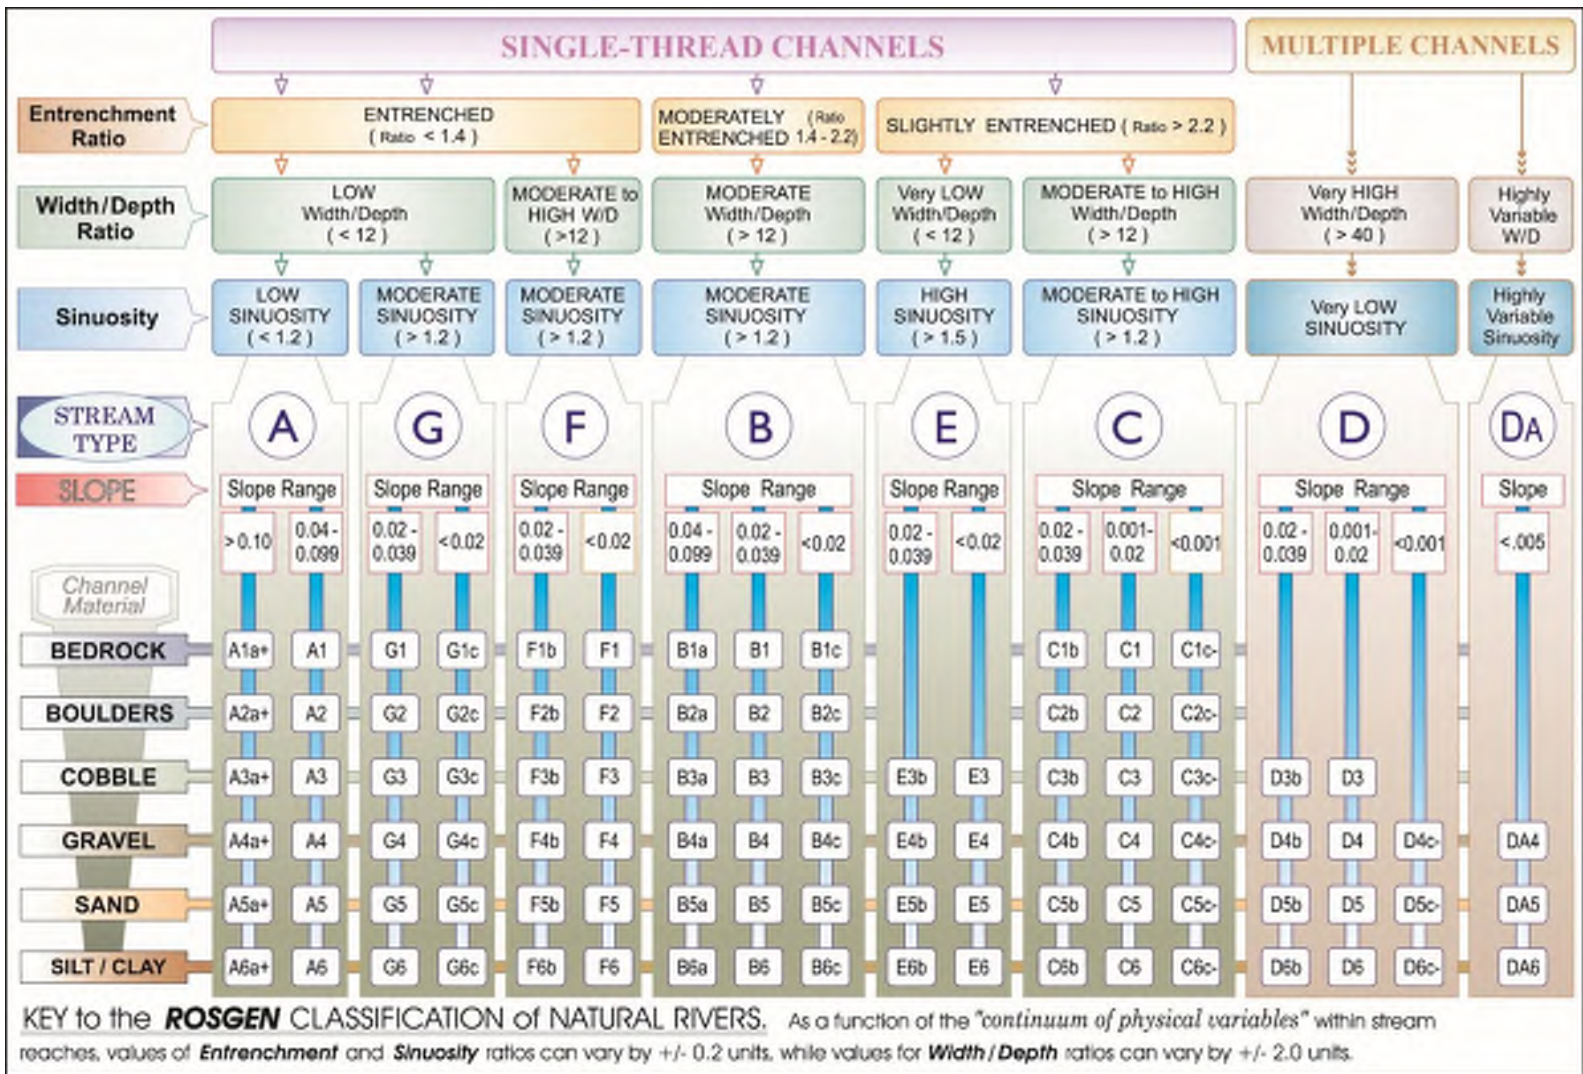 SINGLE-THREAD CHANNELS
MULTIPLE CHANNELS
Entrenchment
Ratio
ENTRENCHED
( Ratio < 1.4 )
MODERATELY ( Ratio
ENTRENCHED 1.4 - 2.2)
SLIGHTLY ENTRENCHED ( Ratio > 2.2 )
Width/Depth
Ratio
LOW
Width/Depth
( < 12 )
MODERATE to
HIGH W/D
( >12 )
MODERATE
Width/Depth
( > 12 )
Very LOW
Width/Depth
( < 12 )
MODERATE to HIGH
Width/Depth
( > 12 )
Very HIGH
Width/Depth
( > 40 )
Highly
Variable
W/D
Sinuosity
LOW
SINUOSITY
( < 1.2 )
MODERATE
SINUOSITY
( > 1.2 )
MODERATE
SINUOSITY
( > 1.2 )
MODERATE
SINUOSITY
( > 1.2 )
HIGH
SINUOSITY
( > 1.5 )
MODERATE to HIGH
SINUOSITY
( > 1.2 )
Very LOW
SINUOSITY
Highly
Variable
Sinuosity
STREAM
TYPE
A G F B E C D DA
SLOPE
Slope Range Slope Range Slope Range Slope Range Slope Range Slope Range Slope Range Slope
> 0.10
0.04 -
0.099
0.02 -
0.039
<0.02
0.02 -
0.039
<0.02
0.04 -
0.099
0.02 -
0.039
<0.02
0.02 -
0.039
<0.02
0.02 -
0.039
0.001-
0.02
<0.001
0.02 -
0.039
0.001-
0.02
<0.001
<.005
Channel
Material
BEDROCK A1a+ A1 G1 G1c F1b F1 B1a B1 B1c C1b C1 C1c-
BOULDERS A2a+ A2 G2 G2c F2b F2 B2a B2 B2c C2b C2 C2c-
COBBLE A3a+ A3 G3 G3c F3b F3 B3a B3 B3c E3b E3 C3b C3 C3c- D3b D3
GRAVEL A4a+ A4 G4 G4c F4b F4 B4a B4 B4c E4b E4 C4b C4 C4c- D4b D4 D4c- DA4
SAND A5a+ A5 G5 G5c F5b F5 B5a B5 B5c E5b E5 C5b C5 C5c- D5b D5 D5c- DA5
SILT / CLAY A6a+ A6 G6 G6c F6b F6 B6a B6 B6c E6b E6 C6b C6 C6c- D6b D6 D6c- DA6
KEY to the ROSGEN CLASSIFICATION of NATURAL RIVERS. As a function of the "continuum of physical variables" within stream
reaches, values of Entrenchment and Sinuosity ratios can vary by +/- 0.2 units, while values for Width / Depth ratios can vary by +/- 2.0 units.